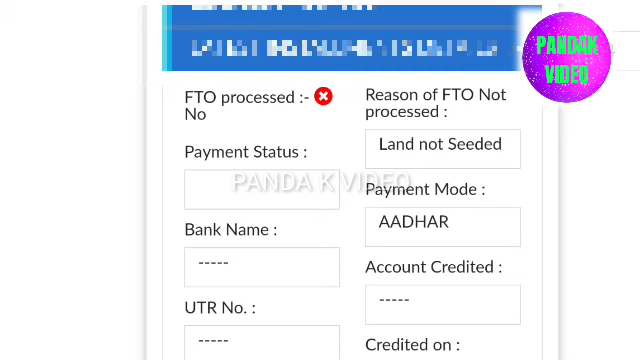 PANDAK
VIDEO
FTO processed :-
No
Reason of FTO Not
processed :
Land not Seeded
Payment Status :
PANDA K VIDEO
Payment Mode :
AADHAR
Bank Name :
-----
Account Credited :
-----
UTR No. :
-----
Credited on :